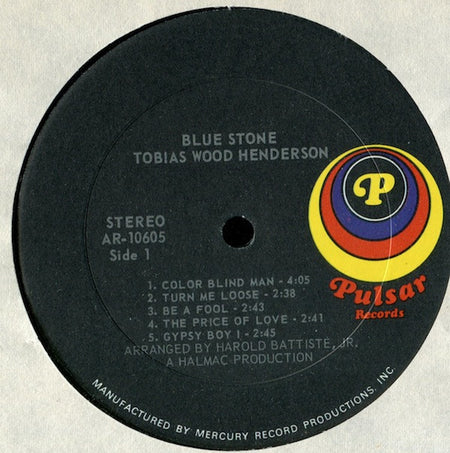 BLUE STONE
TOBIAS WOOD HENDERSON
STEREO
AR-10605
Side 1
P
Pulsar
Records
1. COLOR BLIND MAN - 4:05
2. TURN ME LOOSE - 2:38
3. BE A FOOL - 2:43
4. THE PRICE OF LOVE - 2:41
5. GYPSY BOY I - 2:45
ARRANGED BY HAROLD BATTISTE, JR.
A HALMAC PRODUCTION
MANUFACTURED BY MERCURY RECORD PRODUCTIONS, INC.